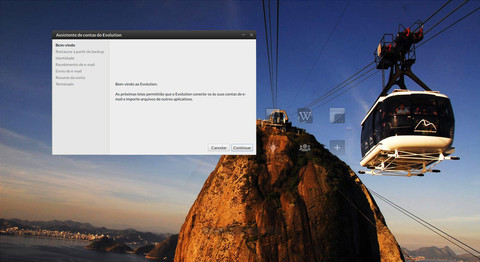 Assistente de contas do Evolution
Bem-vindo
Restaurar a partir de backup
Identidade
Recebimento de e-mail
Envio de e-mail
Resumo da conta
Terminado
Bem-vindo ao Evolution.
As próximas telas permitirão que o Evolution conecte-se às suas contas de e-
mail e importe arquivos de outros aplicativos.
Cancelar
Continuar
W